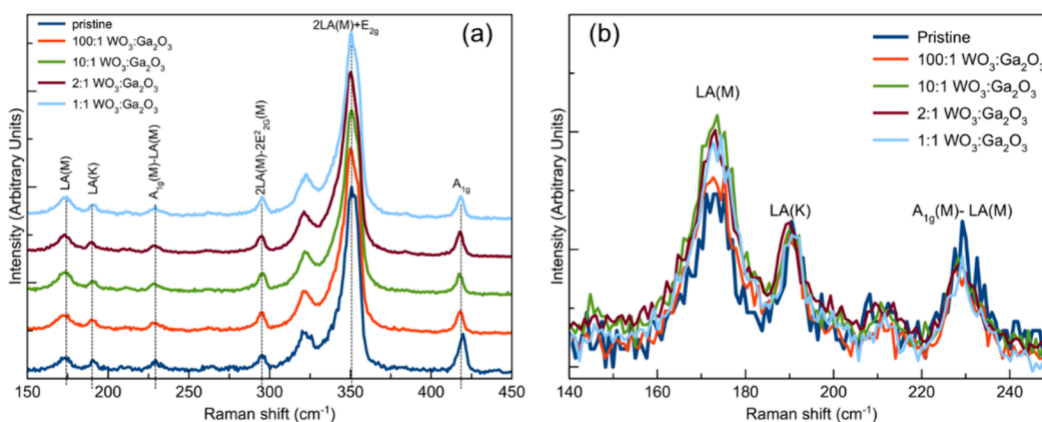 (a)
pristine
100:1 WO₃:Ga₂O₃
10:1 WO₃:Ga₂O₃
2:1 WO₃:Ga₂O₃
1:1 WO₃:Ga₂O₃
2LA(M)+E₂g
LA(M)
LA(K)
A₁g(M)-LA(M)
2LA(M)-2E²₂G(M)
A₁g
Intensity (Arbitrary Units)
150 200 250 300 350 400 450
Raman shift (cm⁻¹)
(b)
Pristine
100:1 WO₃:Ga₂O₃
10:1 WO₃:Ga₂O₃
2:1 WO₃:Ga₂O₃
1:1 WO₃:Ga₂O₃
LA(M)
LA(K)
A₁g(M)- LA(M)
Intensity (Arbitrary Units)
140 160 180 200 220 240
Raman shift (cm⁻¹)